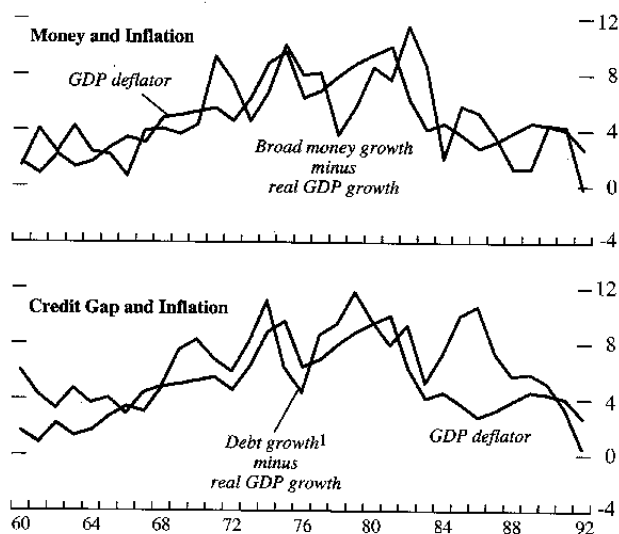 12
Money and Inflation
GDP deflator
8
4
Broad money growth
minus
real GDP growth
0
-4
12
Credit Gap and Inflation
8
4
Debt growth1
minus
real GDP growth
GDP deflator
0
-4
60 64 68 72 76 80 84 88 92